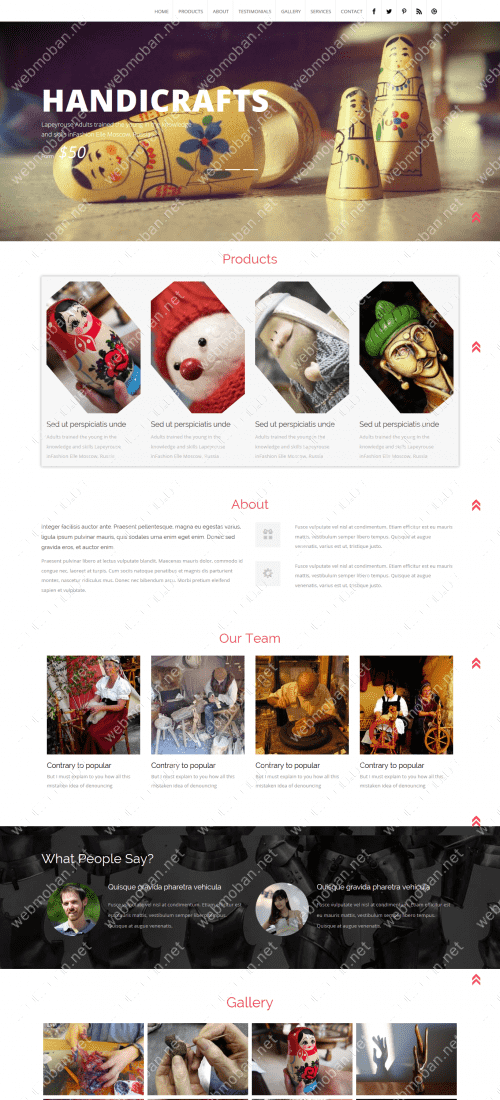 HOME PRODUCTS ABOUT TESTIMONIALS GALLERY SERVICES CONTACT
HANDICRAFTS
Lapeyrouse Adults trained the young in the knowledge
and skills inFashion Elle Moscow, Russia
From $50
Products
Sed ut perspiciatis unde
Adults trained the young in the
knowledge and skills Lapeyrouse
inFashion Elle Moscow, Russia
Sed ut perspiciatis unde
Adults trained the young in the
knowledge and skills Lapeyrouse
inFashion Elle Moscow, Russia
Sed ut perspiciatis unde
Adults trained the young in the
knowledge and skills Lapeyrouse
inFashion Elle Moscow, Russia
Sed ut perspiciatis unde
Adults trained the young in the
knowledge and skills Lapeyrouse
inFashion Elle Moscow, Russia
About
Integer facilisis auctor ante. Praesent pellentesque, magna eu egestas varius,
ligula ipsum pulvinar mauris, quis sodales urna enim eget enim. Donec sed
gravida eros, et auctor enim
Praesent pulvinar libero at lectus vulputate blandit. Maecenas mauris dolor, commodo id
congue nec, laoreet at turpis. Cum sociis natoque penatibus et magnis dis parturient
montes, nascetur ridiculus mus. Donec nec bibendum arcu. Morbi pretium eleifend
sapien et vulputate.
Fusce vulputate vel nisl at condimentum. Etiam efficitur est eu mauris
mattis, vestibulum semper libero tempus. Quisque at augue
venenatis, varius est id, tristique justo.
Fusce vulputate vel nisl at condimentum. Etiam efficitur est eu mauris
mattis, vestibulum semper libero tempus. Quisque at augue
venenatis, varius est id, tristique justo.
Our Team
Contrary to popular
But I must explain to you how all this
mistaken idea of denouncing
Contrary to popular
But I must explain to you how all this
mistaken idea of denouncing
Contrary to popular
But I must explain to you how all this
mistaken idea of denouncing
Contrary to popular
But I must explain to you how all this
mistaken idea of denouncing
What People Say?
Quisque gravida pharetra vehicula
Fusce vulputate vel nisl at condimentum. Etiam efficitur est
eu mauris mattis, vestibulum semper libero tempus.
Quisque at augue venenatis.
Quisque gravida pharetra vehicula
Fusce vulputate vel nisl at condimentum. Etiam efficitur est
eu mauris mattis, vestibulum semper libero tempus.
Quisque at augue venenatis.
Gallery
webmoban.net